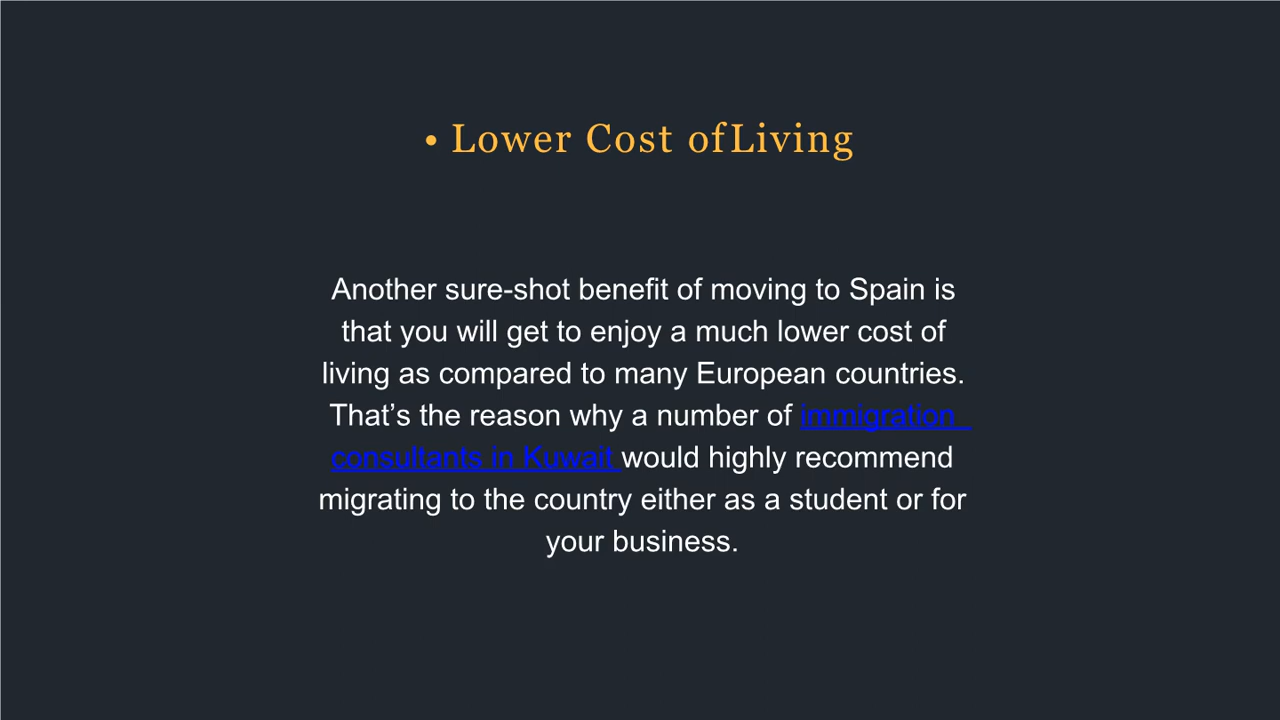 • Lower Cost ofLiving
Another sure-shot benefit of moving to Spain is
that you will get to enjoy a much lower cost of
living as compared to many European countries.
That’s the reason why a number of immigration
consultants in Kuwait would highly recommend
migrating to the country either as a student or for
your business.